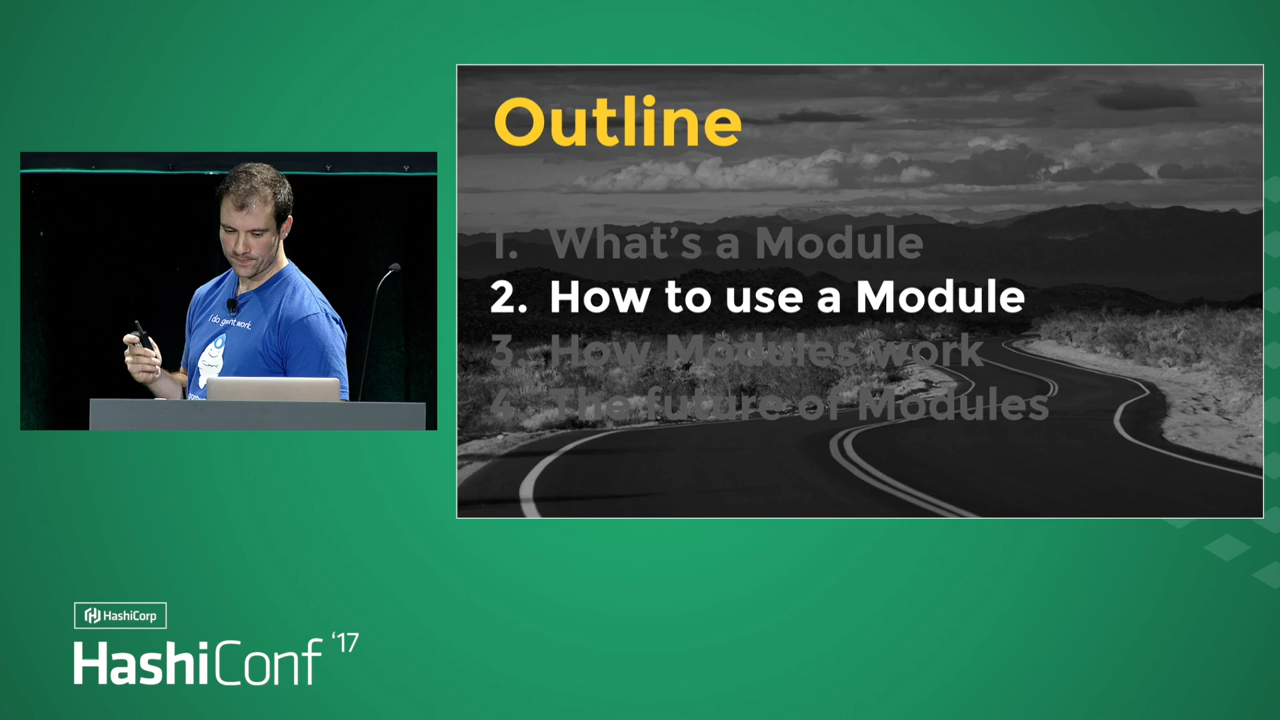 Outline
1. What's a Module
2. How to use a Module
3. How Modules work
4. The future of Modules
HashiCorp
HashiConf '17